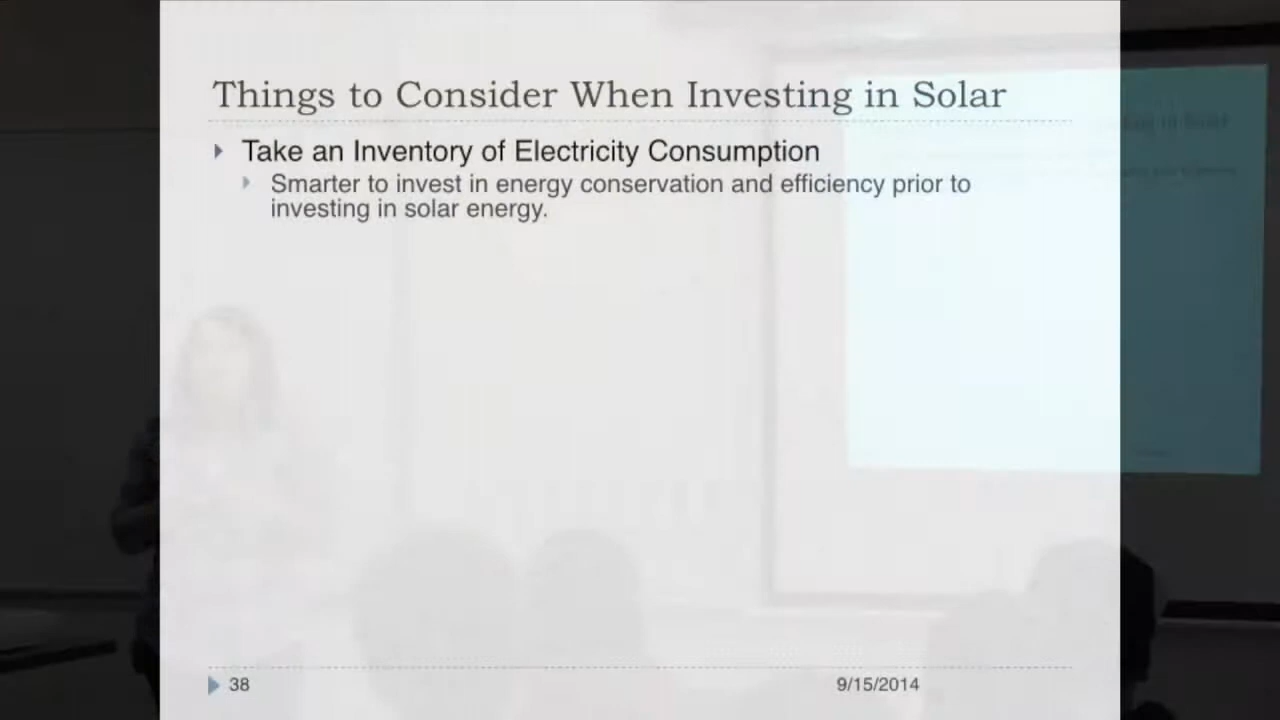 Things to Consider When Investing in Solar
Take an Inventory of Electricity Consumption
Smarter to invest in energy conservation and efficiency prior to
investing in solar energy.
38
9/15/2014